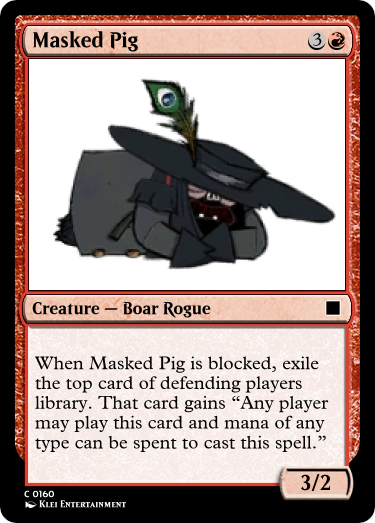 Masked Pig 3
Creature — Boar Rogue
When Masked Pig is blocked, exile
the top card of defending players
library. That card gains “Any player
may play this card and mana of any
type can be spent to cast this spell.”
3/2
C 0160
Klei Entertainment